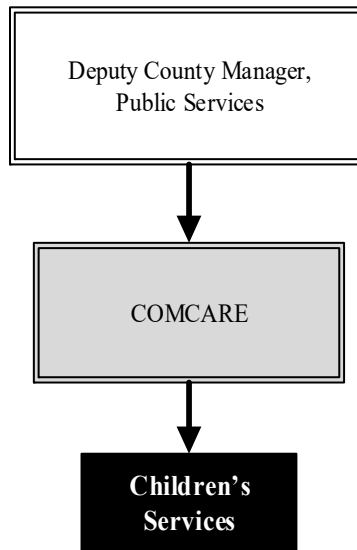 Deputy County Manager,
Public Services
COMCARE
Children’s
Services